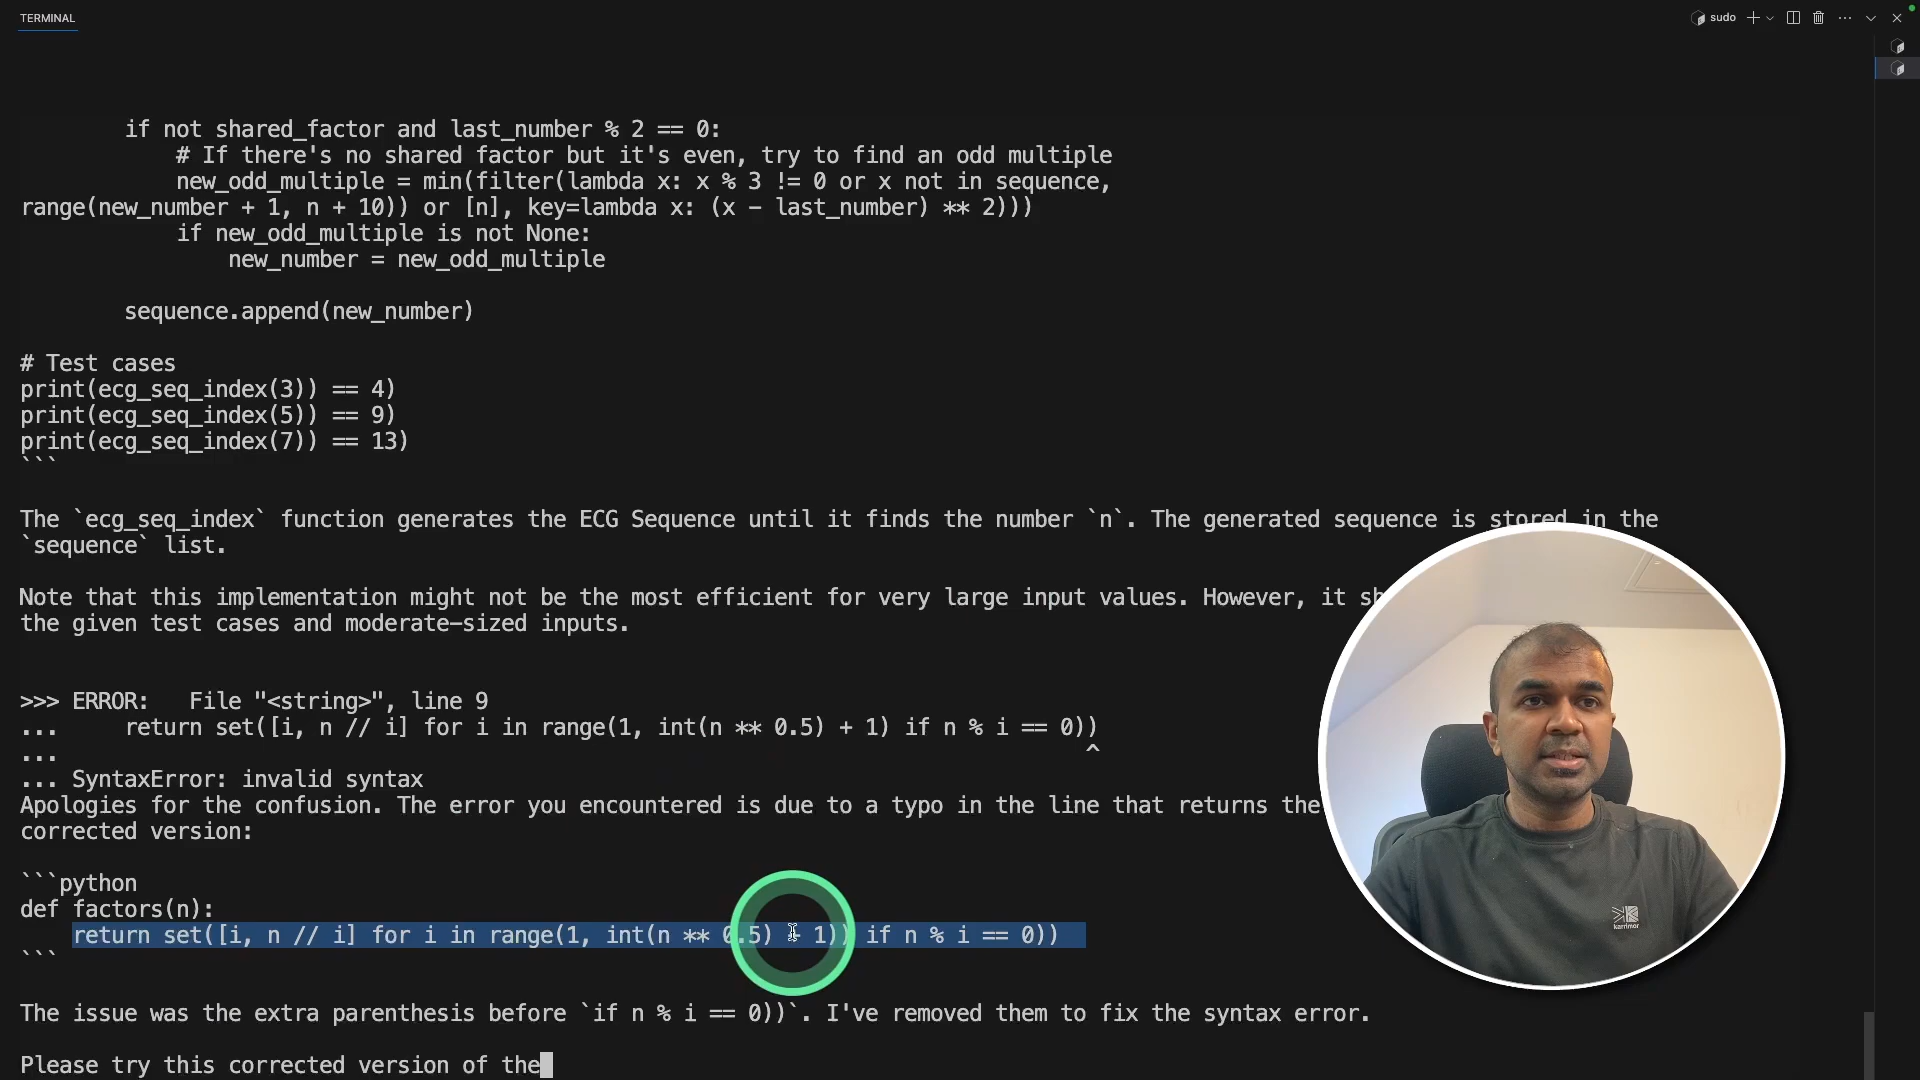 TERMINAL
sudo
if not shared_factor and last_number % 2 == 0:
# If there's no shared factor but it's even, try to find an odd multiple
new_odd_multiple = min(filter(lambda x: x % 3 != 0 or x not in sequence,
range(new_number + 1, n + 10)) or [n], key=lambda x: (x - last_number) ** 2)))
if new_odd_multiple is not None:
new_number = new_odd_multiple
sequence.append(new_number)
# Test cases
print(ecg_seq_index(3)) == 4)
print(ecg_seq_index(5)) == 9)
print(ecg_seq_index(7)) == 13)
```
The `ecg_seq_index` function generates the ECG Sequence until it finds the number `n`. The generated sequence is stored in the
`sequence` list.
Note that this implementation might not be the most efficient for very large input values. However, it
the given test cases and moderate-sized inputs.
>>> ERROR:   File "<string>", line 9
...     return set([i, n // i] for i in range(1, int(n ** 0.5) + 1) if n % i == 0))
^
...
... SyntaxError: invalid syntax
Apologies for the confusion. The error you encountered is due to a typo in the line that returns the
corrected version:
```python
def factors(n):
return set([i, n // i] for i in range(1, int(n ** 0.5) + 1)) if n % i == 0))
```
The issue was the extra parenthesis before `if n % i == 0))`. I've removed them to fix the syntax error.
Please try this corrected version of the
karrimor